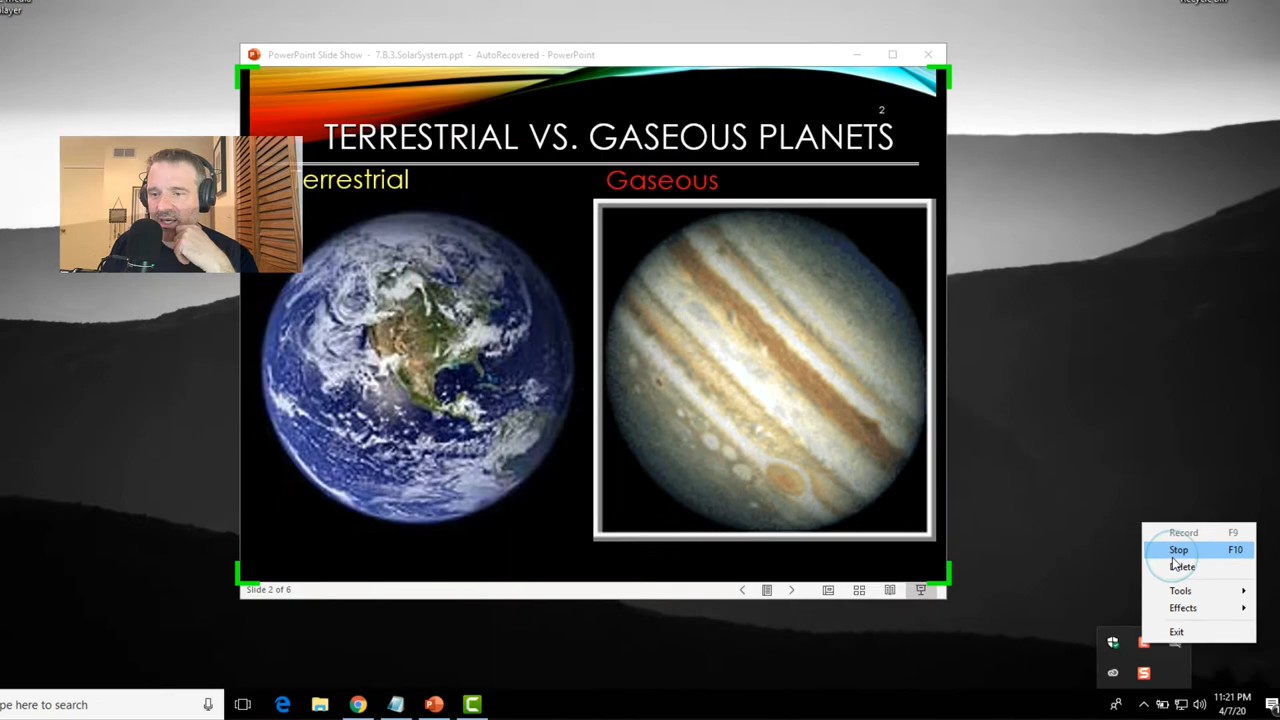 player
PowerPoint Slide Show - 7.B.3.SolarSystem.ppt - AutoRecovered - PowerPoint
2
TERRESTRIAL VS. GASEOUS PLANETS
errestrial
Gaseous
Slide 2 of 6
Record F9
Stop F10
Delete
Tools
Effects
Exit
pe here to search
11:21 PM
4/7/20